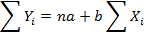 ∑ Yᵢ = na + b ∑ Xᵢ